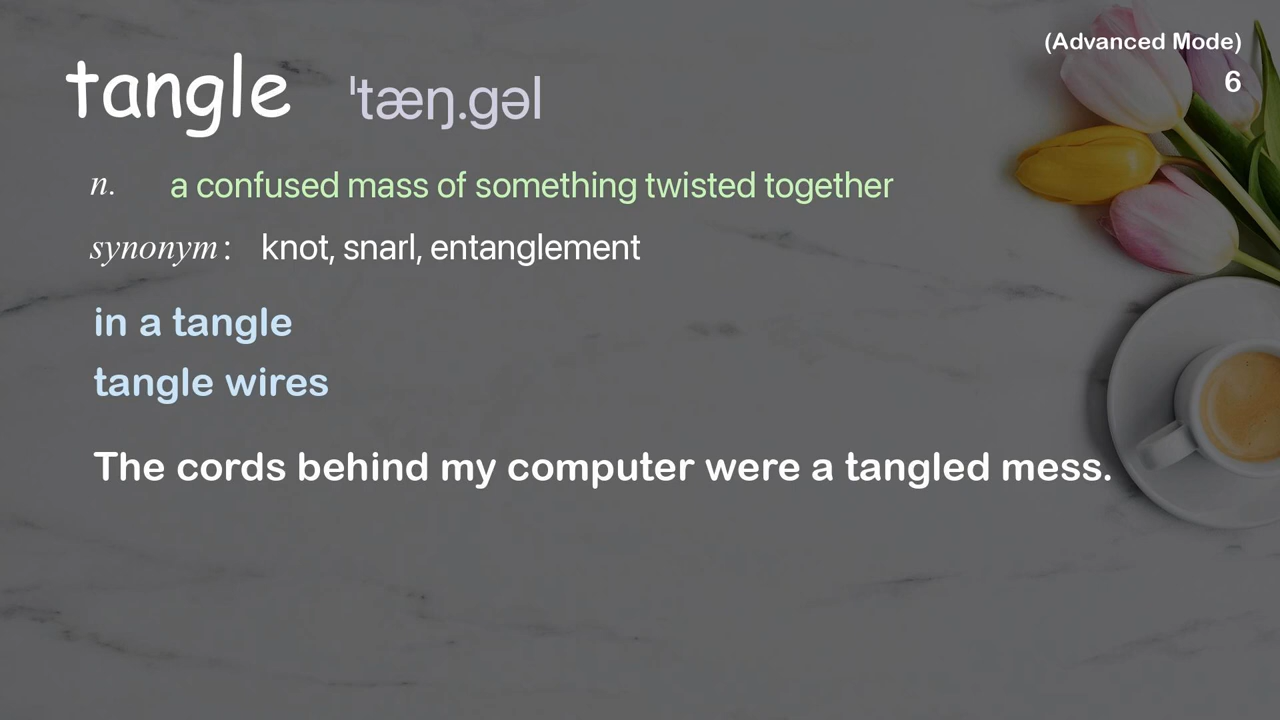 (Advanced Mode)
6
tangle ˈtæŋ.gəl
n. a confused mass of something twisted together
synonym: knot, snarl, entanglement
in a tangle
tangle wires
The cords behind my computer were a tangled mess.